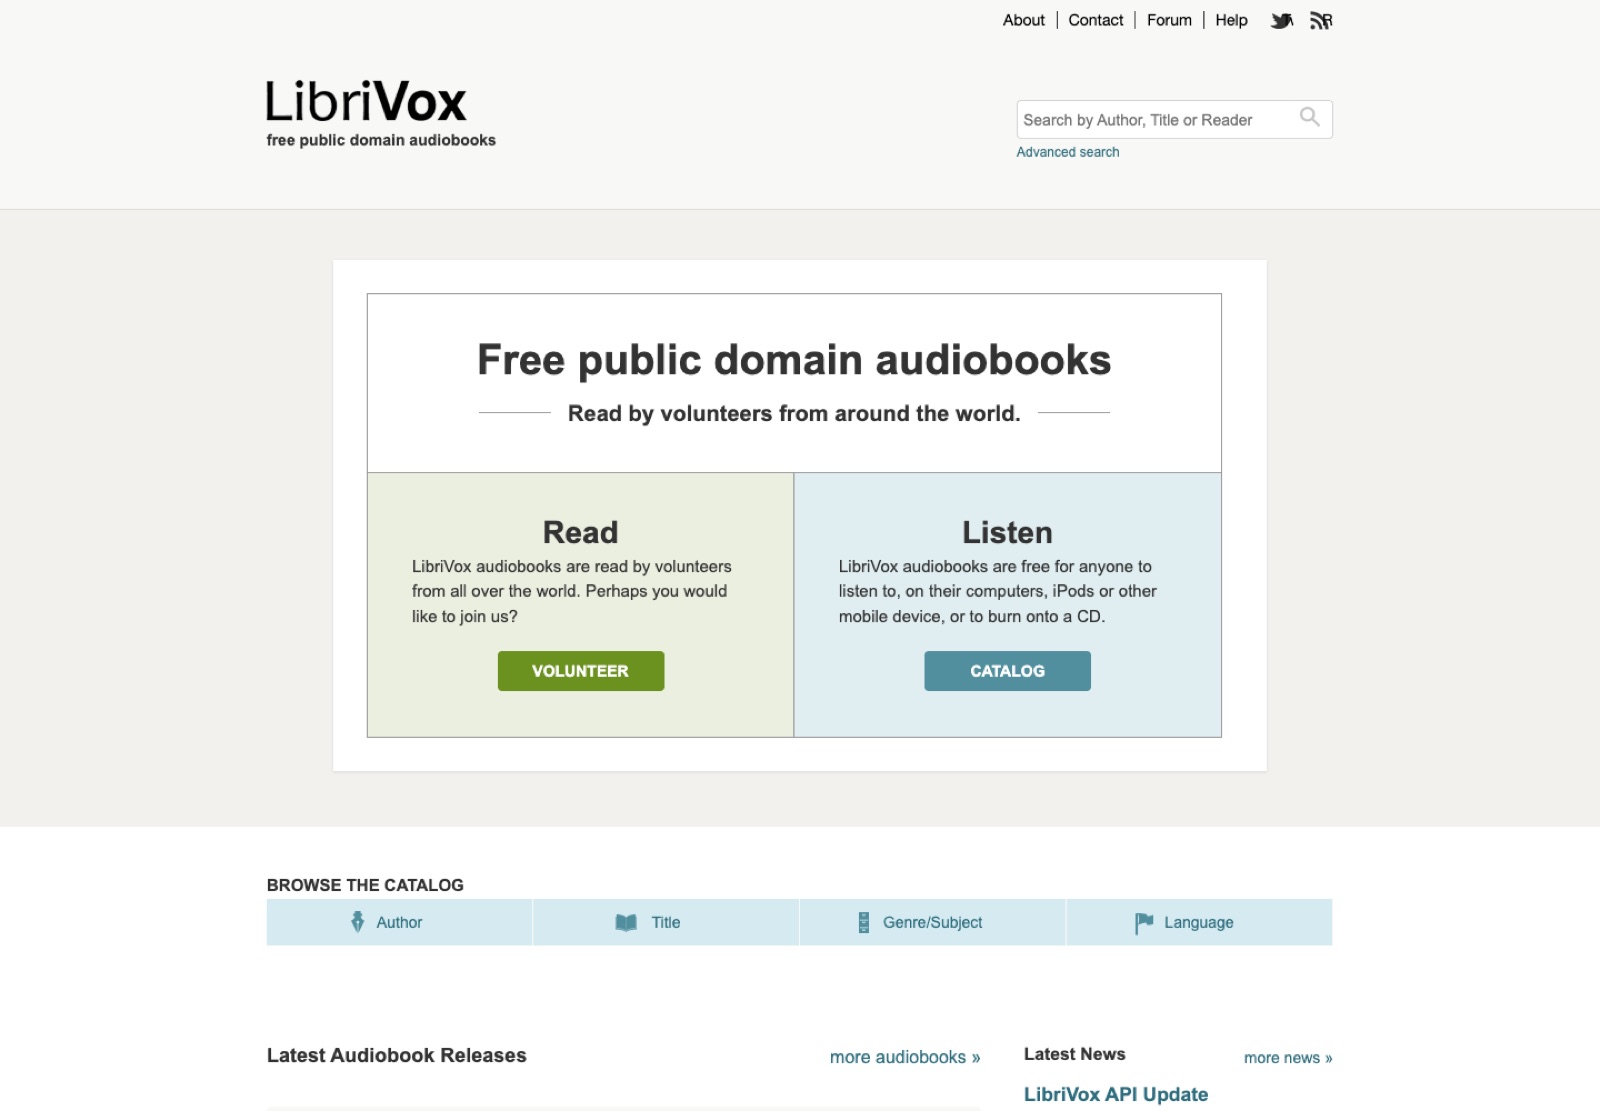 About
Contact
Forum
Help
LibriVox
free public domain audiobooks
Search by Author, Title or Reader
Advanced search
Free public domain audiobooks
Read by volunteers from around the world.
Read
LibriVox audiobooks are read by volunteers
from all over the world. Perhaps you would
like to join us?
VOLUNTEER
Listen
LibriVox audiobooks are free for anyone to
listen to, on their computers, iPods or other
mobile device, or to burn onto a CD.
CATALOG
BROWSE THE CATALOG
Author
Title
Genre/Subject
Language
Latest Audiobook Releases
more audiobooks »
Latest News
more news »
LibriVox API Update